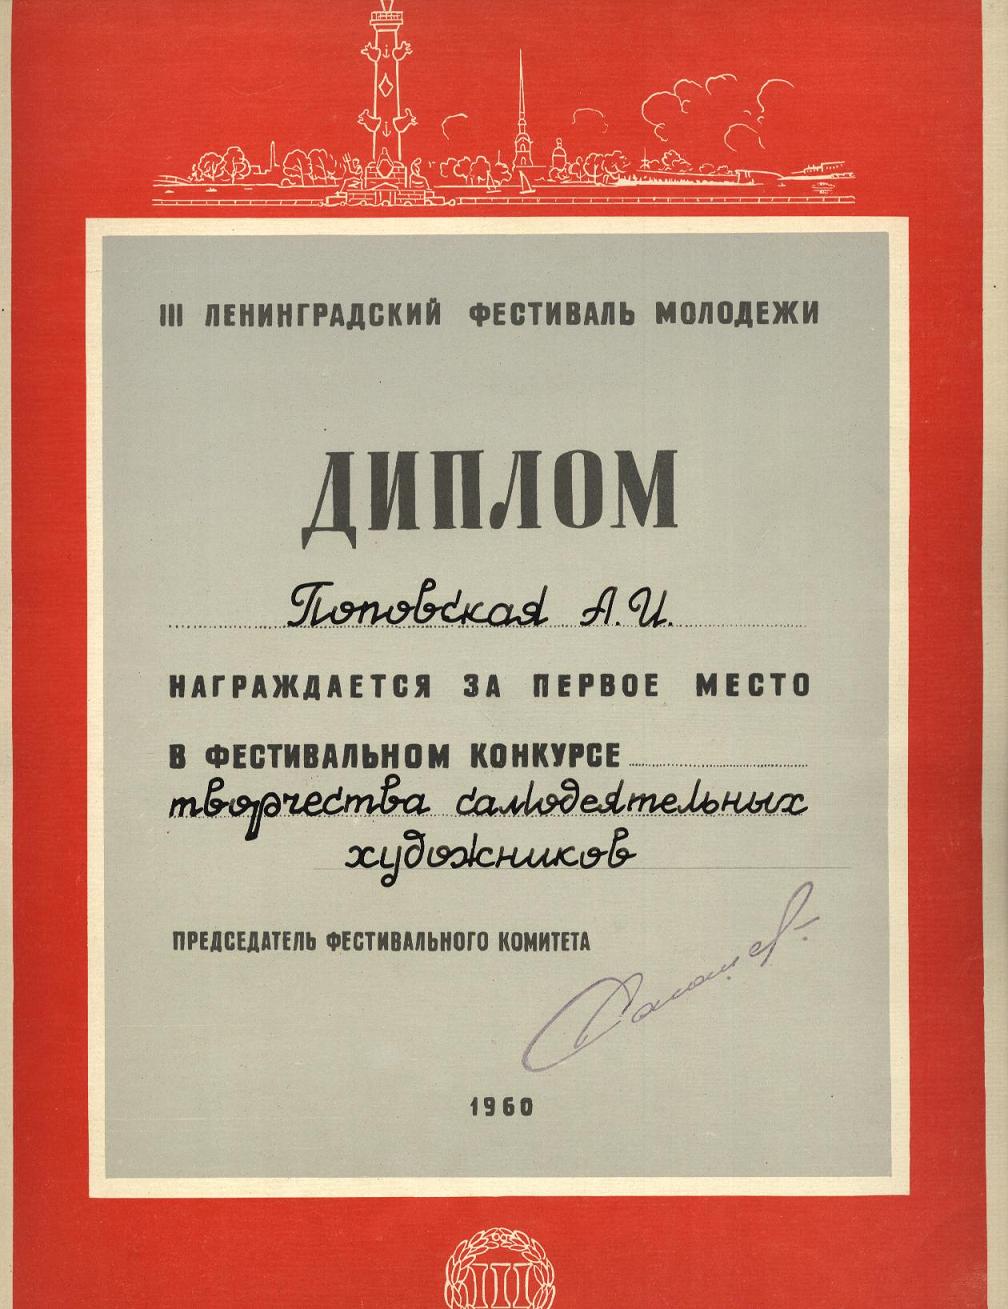 III ЛЕНИНГРАДСКИЙ ФЕСТИВАЛЬ МОЛОДЕЖИ
ДИПЛОМ
Поповская А.И.
НАГРАЖДАЕТСЯ ЗА ПЕРВОЕ МЕСТО
В ФЕСТИВАЛЬНОМ КОНКУРСЕ
творчества самодеятельных
художников
ПРЕДСЕДАТЕЛЬ ФЕСТИВАЛЬНОГО КОМИТЕТА
1960
III